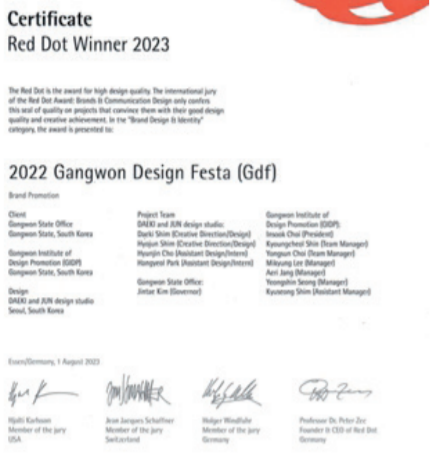 Certificate
Red Dot Winner 2023
The Red Dot is the award for high design quality. The international jury
of the Red Dot Award: Brands & Communication Design only confers
this seal of quality on projects that convince them with their good design
quality and creative achievement. In the "Brand Design & Identity"
category, the award is presented to:
2022 Gangwon Design Festa (Gdf)
Brand Promotion
Client
Gangwon State Office
Gangwon State, South Korea
Gangwon Institute of
Design Promotion (GIDP)
Gangwon State, South Korea
Design
DAEKI and JUN design studio
Seoul, South Korea
Project Team
DAEKI and JUN design studio:
Daeki Shim (Creative Direction/Design)
Hyojun Shim (Creative Direction/Design)
Hyunjin Cho (Assistant Design/Intern)
Hongyeol Park (Assistant Design/Intern)
Gangwon State Office:
Jintae Kim (Governor)
Gangwon Institute of
Design Promotion (GIDP):
Insook Choi (President)
Kyoungcheol Shin (Team Manager)
Yongsun Choi (Team Manager)
Mikyung Lee (Manager)
Aeri Jang (Manager)
Yeongshin Seong (Manager)
Kyuseong Shim (Assistant Manager)
Essen/Germany, 1 August 2023
Hjalti Karlsson
Member of the jury
USA
Jean Jacques Schaffner
Member of the jury
Switzerland
Holger Windfuhr
Member of the jury
Germany
Professor Dr. Peter Zec
Founder & CEO of Red Dot
Germany